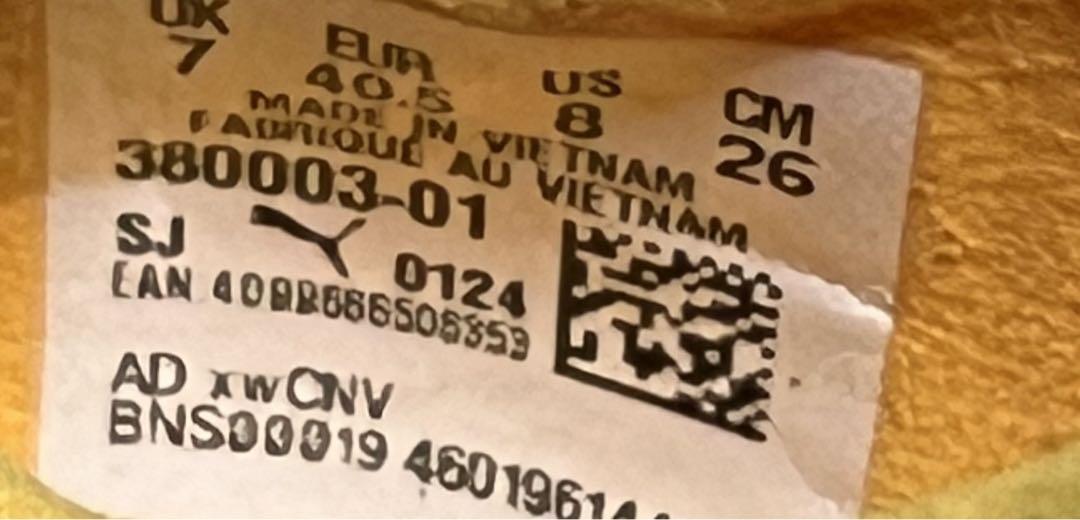 UK EUR US CM
7 40.5 8 26
MADE IN VIETNAM
FABRIQUE AU VIETNAM
380003-01
SJ 0124
EAN
AD xwCNV
BNS00019